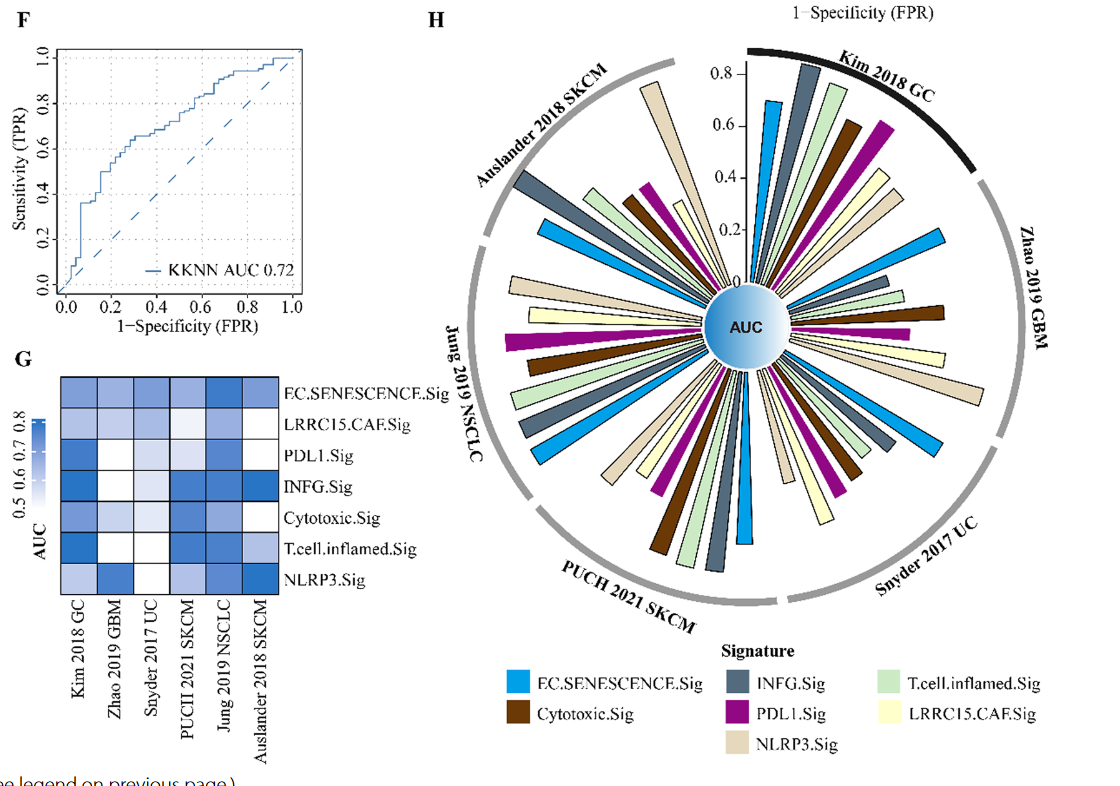 F
1.0
0.8
0.6
0.4
0.2
0.0
Sensitivity (TPR)
KKNN AUC 0.72
0.0 0.2 0.4 0.6 0.8 1.0
1−Specificity (FPR)
G
EC.SENESCENCE.Sig
LRRC15.CAF.Sig
PDL1.Sig
INFG.Sig
Cytotoxic.Sig
T.cell.inflamed.Sig
NLRP3.Sig
0.5 0.6 0.7 0.8
AUC
Kim 2018 GC
Zhao 2019 GBM
Snyder 2017 UC
PUCH 2021 SKCM
Jung 2019 NSCLC
Auslander 2018 SKCM
H
1−Specificity (FPR)
0.8
0.6
0.4
0.2
0
AUC
Kim 2018 GC
Zhao 2019 GBM
Snyder 2017 UC
PUCH 2021 SKCM
Jung 2019 NSCLC
Auslander 2018 SKCM
Signature
EC.SENESCENCE.Sig INFG.Sig T.cell.inflamed.Sig
Cytotoxic.Sig PDL1.Sig LRRC15.CAF.Sig
NLRP3.Sig
ee legend on previous page.)